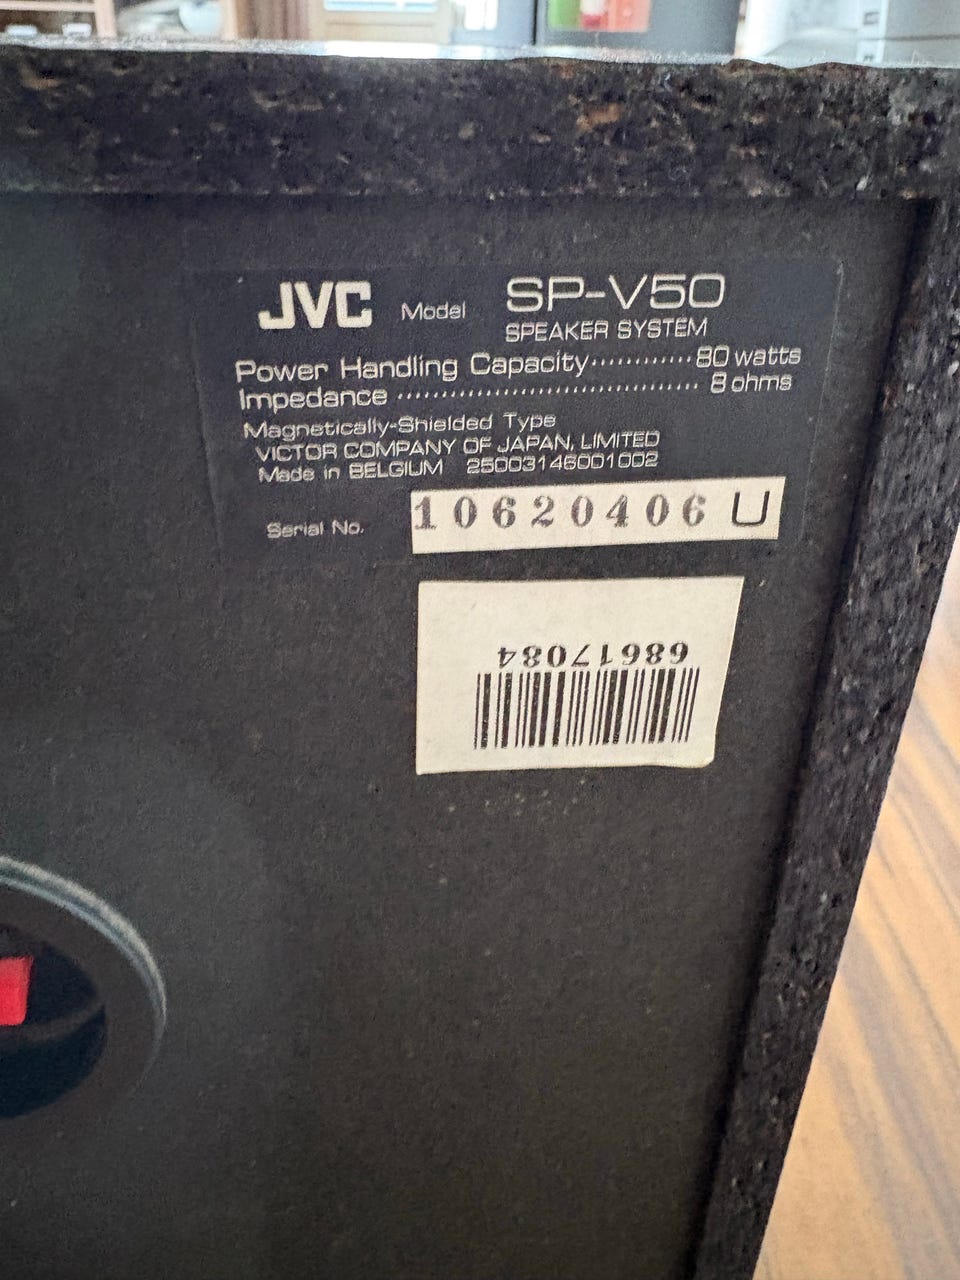 JVC Model SP-V50
SPEAKER SYSTEM
Power Handling Capacity············80 watts
Impedance ································· 8 ohms
Magnetically-Shielded Type
VICTOR COMPANY OF JAPAN, LIMITED
Made in BELGIUM 25003146001002
Serial No. 10620406 U
68617084